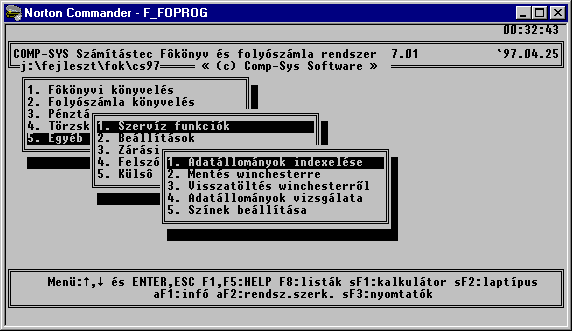 Norton Commander - F_FOPROG
00:32:43
COMP-SYS Számítástec Fôkönyv és folyószámla rendszer 7.01 `97.04.25
j:\fejleszt\fok\cs97 « (c) Comp-Sys Software »
1. Fôkönyvi könyvelés
2. Folyószámla könyvelés
3. Pénztá
4. Törzsk
5. Egyéb
1. Szervíz funkciók
2. Beállítások
3. Zárási
4. Felszó
5. Külsô
1. Adatállományok indexelése
2. Mentés winchesterre
3. Visszatöltés winchesterről
4. Adatállományok vizsgálata
5. Színek beállítása
Menü:↑,↓ és ENTER,ESC F1,F5:HELP F8:listák sF1:kalkulátor sF2:laptípus
aF1:infó aF2:rendsz.szerk. sF3:nyomtatók